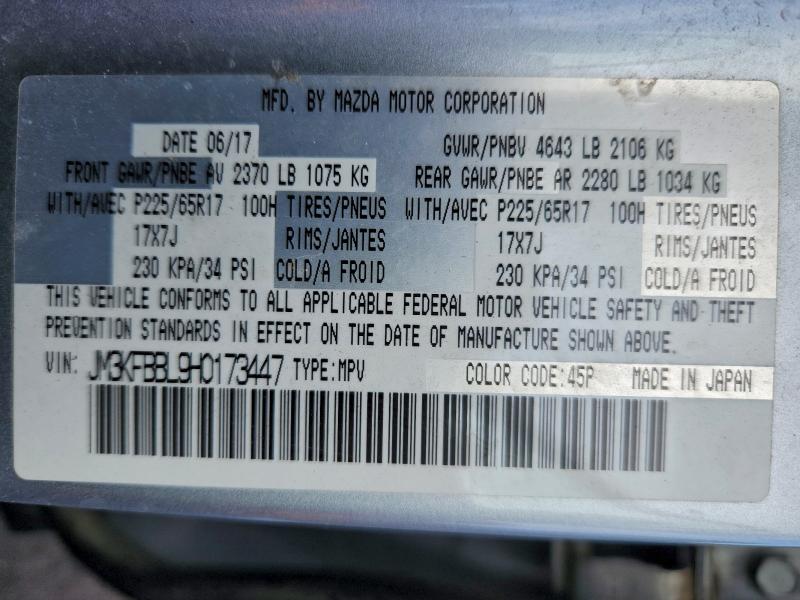 MFD. BY MAZDA MOTOR CORPORATION
DATE 06/17 GVWR/PNBV 4643 LB 2106 KG
FRONT GAWR/PNBE AV 2370 LB 1075 KG REAR GAWR/PNBE AR 2280 LB 1034 KG
WITH/AVEC P225/65R17 100H TIRES/PNEUS WITH/AVEC P225/65R17 100H TIRES/PNEUS
17X7J RIMS/JANTES 17X7J RIMS/JANTES
230 KPA/34 PSI COLD/A FROID 230 KPA/34 PSI COLD/A FROID
THIS VEHICLE CONFORMS TO ALL APPLICABLE FEDERAL MOTOR VEHICLE SAFETY AND THEFT
PREVENTION STANDARDS IN EFFECT ON THE DATE OF MANUFACTURE SHOWN ABOVE.
VIN: JM3KFBBL9H0173447 TYPE:MPV COLOR CODE:45P MADE IN JAPAN